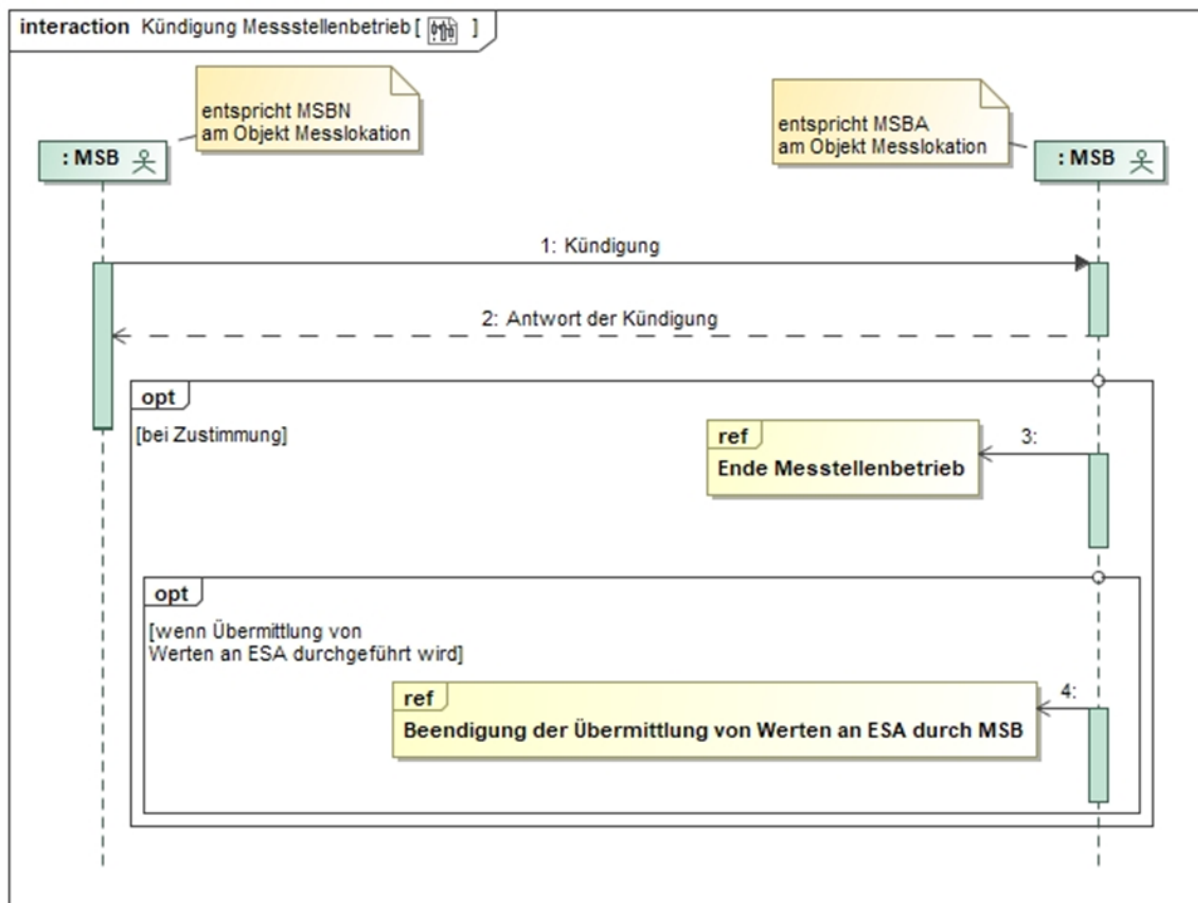 interaction Kündigung Messstellenbetrieb[ ]
entspricht MSBN
am Objekt Messlokation
entspricht MSBA
am Objekt Messlokation
: MSB
: MSB
1: Kündigung
2: Antwort der Kündigung
opt
[bei Zustimmung]
ref
3:
Ende Messtellenbetrieb
opt
[wenn Übermittlung von
Werten an ESA durchgeführt wird]
ref
4:
Beendigung der Übermittlung von Werten an ESA durch MSB